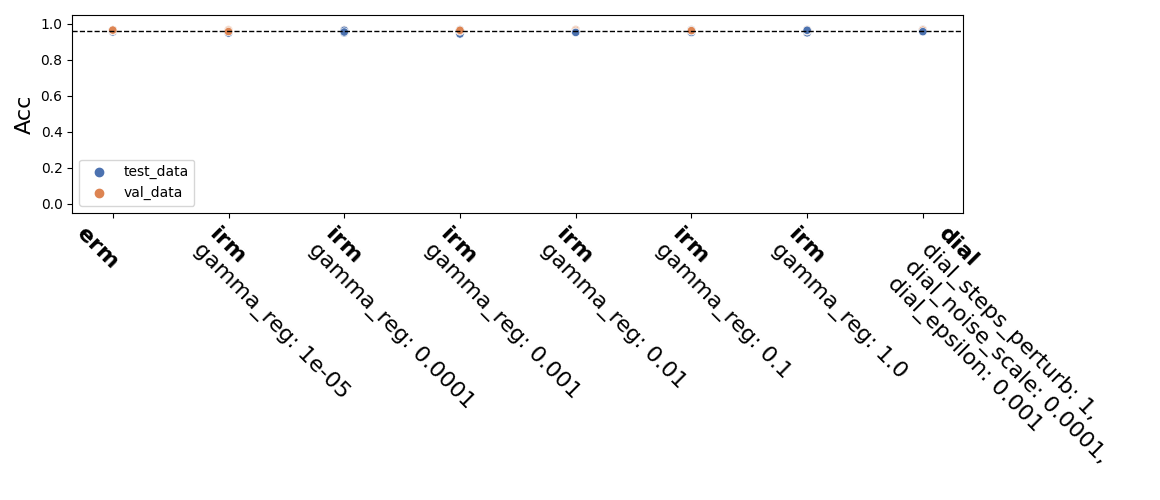 1.0
0.8
0.6
0.4
0.2
0.0
Acc
test_data
val_data
erm
irm
gamma_reg: 1e-05
irm
gamma_reg: 0.0001
irm
gamma_reg: 0.001
irm
gamma_reg: 0.01
irm
gamma_reg: 0.1
irm
gamma_reg: 1.0
dial
dial_steps_perturb: 1,
dial_noise_scale: 0.0001,
dial_epsilon: 0.001